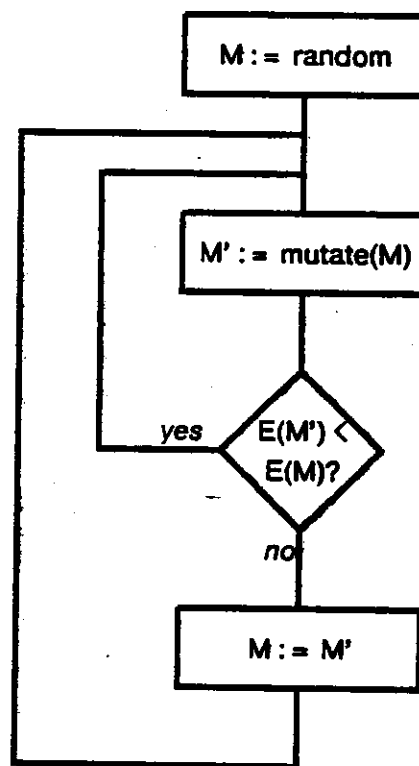 M := random
M' := mutate(M)
yes
E(M') <
E(M)?
no
M := M'